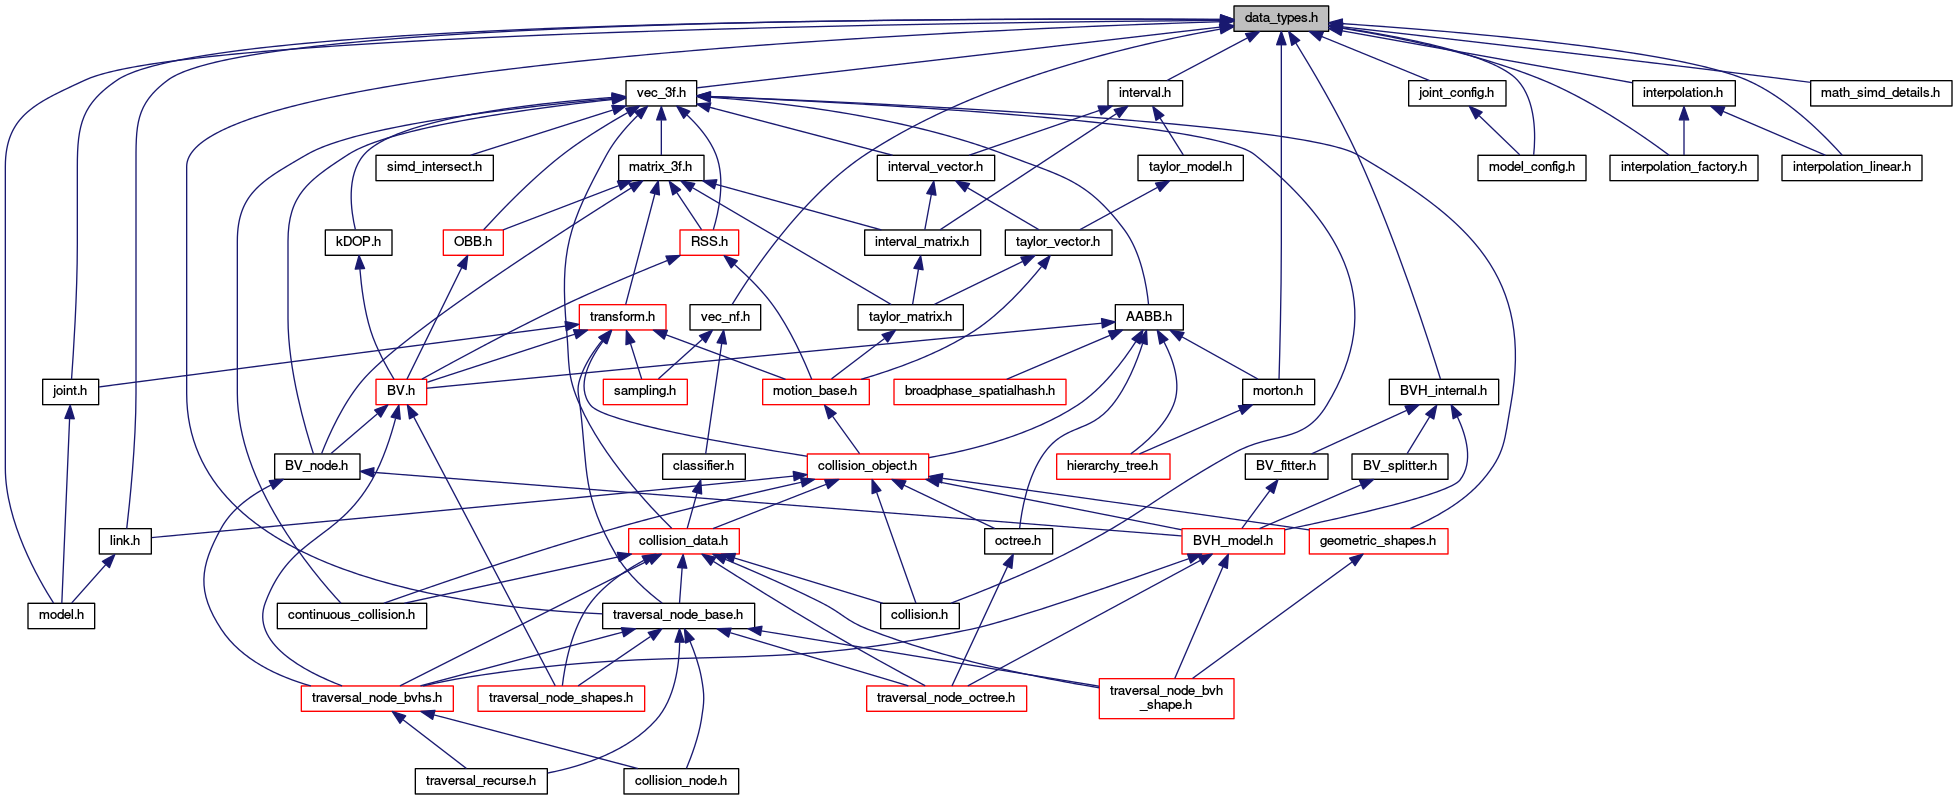 data_types.h
vec_3f.h
interval.h
joint_config.h
interpolation.h
math_simd_details.h
simd_intersect.h
matrix_3f.h
interval_vector.h
taylor_model.h
model_config.h
interpolation_factory.h
interpolation_linear.h
kDOP.h
OBB.h
RSS.h
interval_matrix.h
taylor_vector.h
transform.h
vec_nf.h
taylor_matrix.h
AABB.h
joint.h
BV.h
sampling.h
motion_base.h
broadphase_spatialhash.h
morton.h
BVH_internal.h
BV_node.h
classifier.h
collision_object.h
hierarchy_tree.h
BV_fitter.h
BV_splitter.h
link.h
collision_data.h
octree.h
BVH_model.h
geometric_shapes.h
model.h
continuous_collision.h
traversal_node_base.h
collision.h
traversal_node_bvhs.h
traversal_node_shapes.h
traversal_node_octree.h
traversal_node_bvh
_shape.h
traversal_recurse.h
collision_node.h